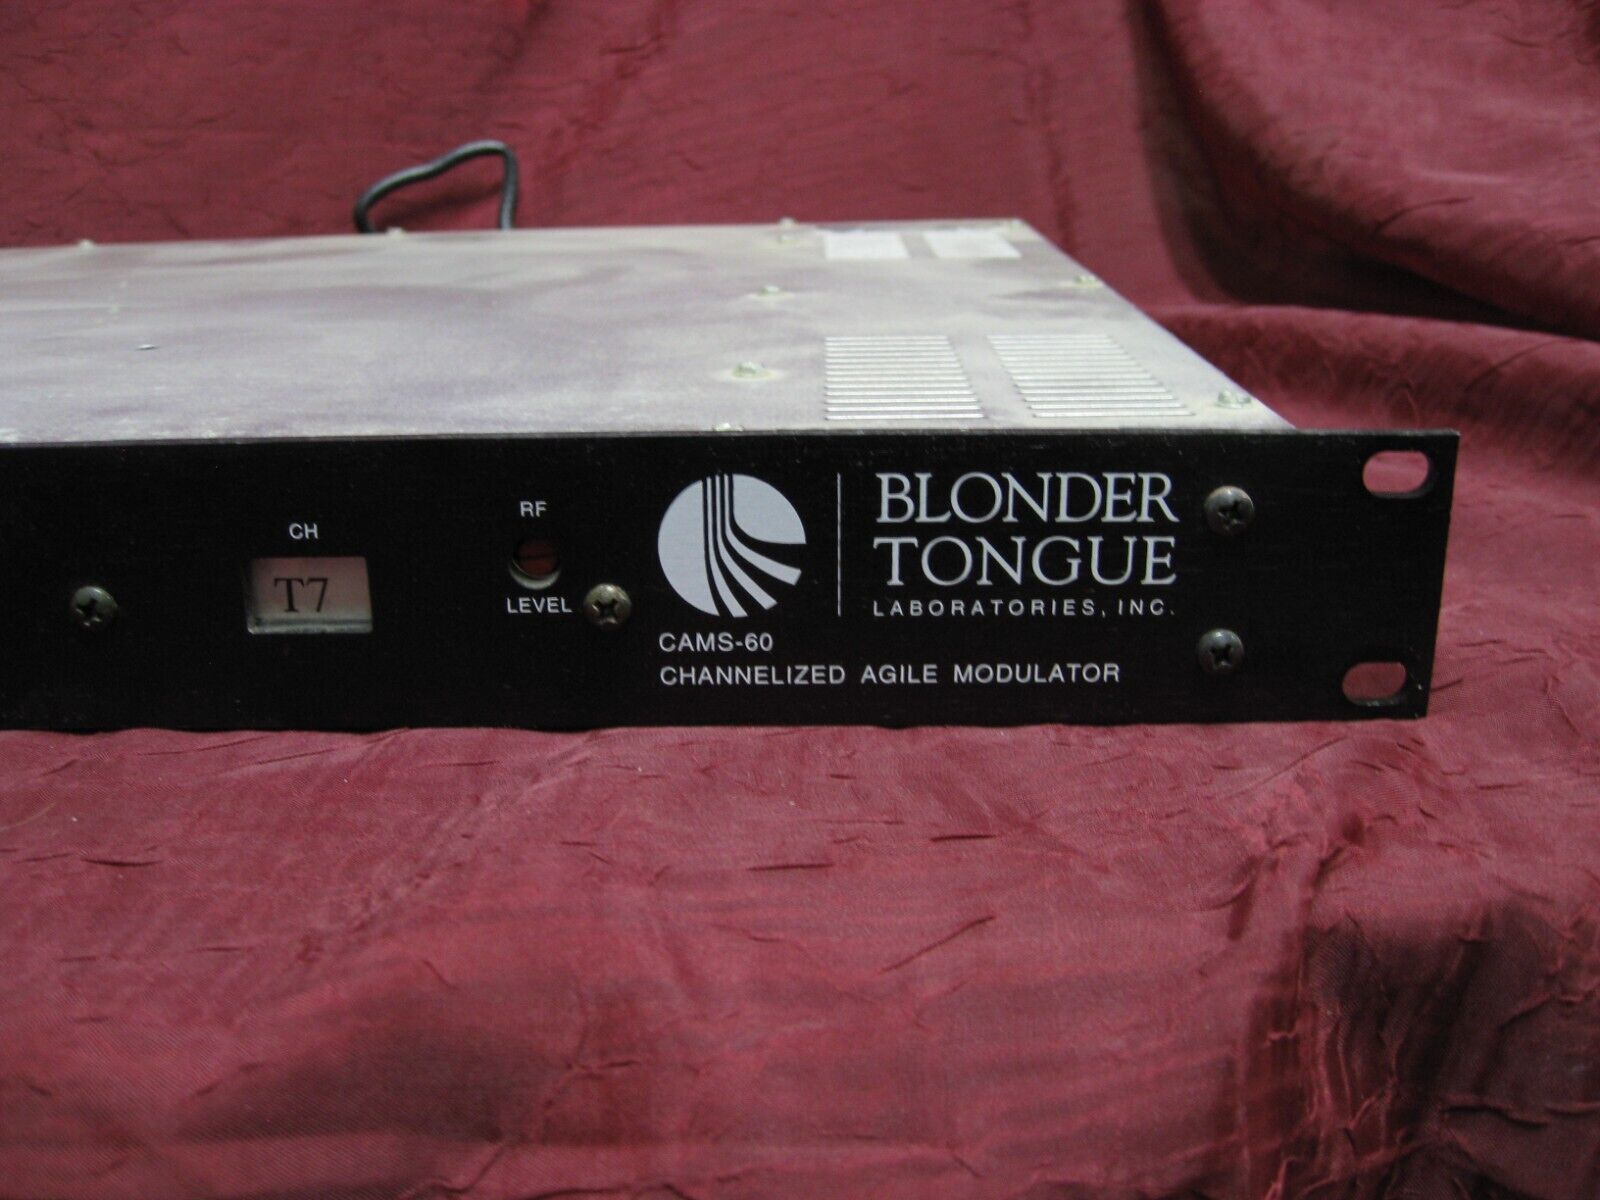 CH
T7
RF
LEVEL
BLONDER
TONGUE
LABORATORIES, INC.
CAMS-60
CHANNELIZED AGILE MODULATOR